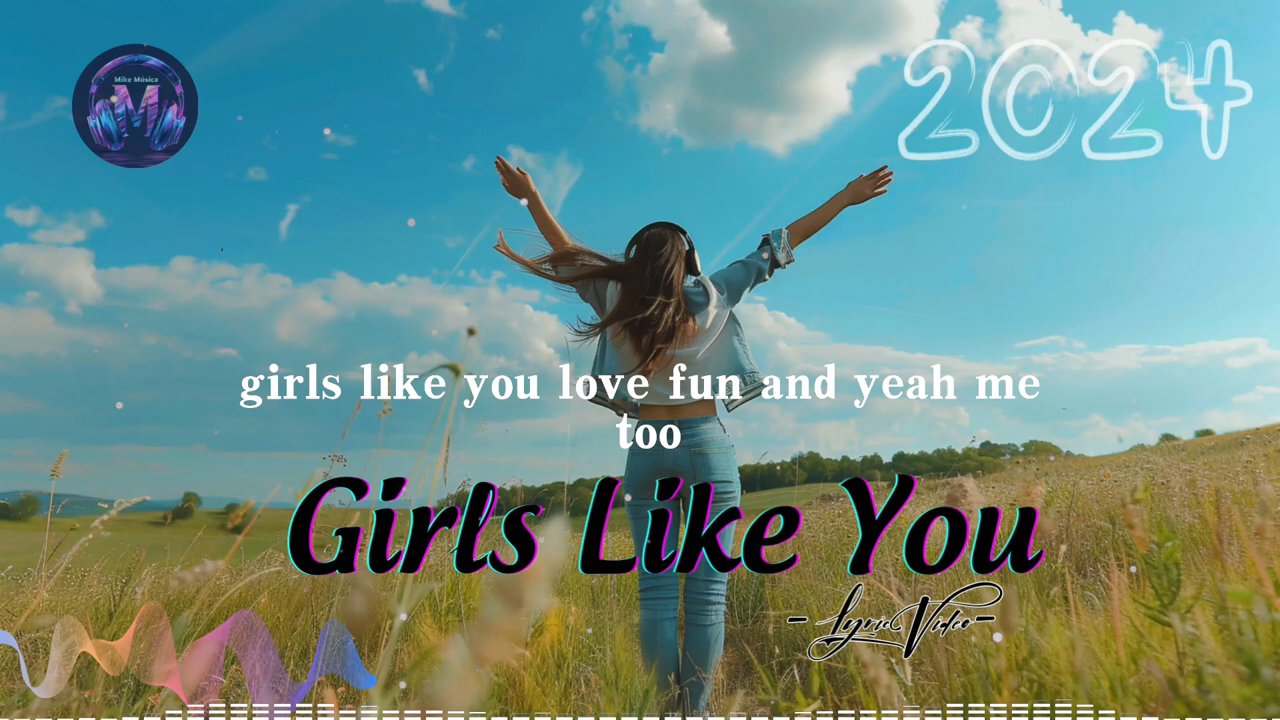 Mike Música
M
2024
girls like you love fun and yeah me
too
Girls Like You
- Lyric Video -